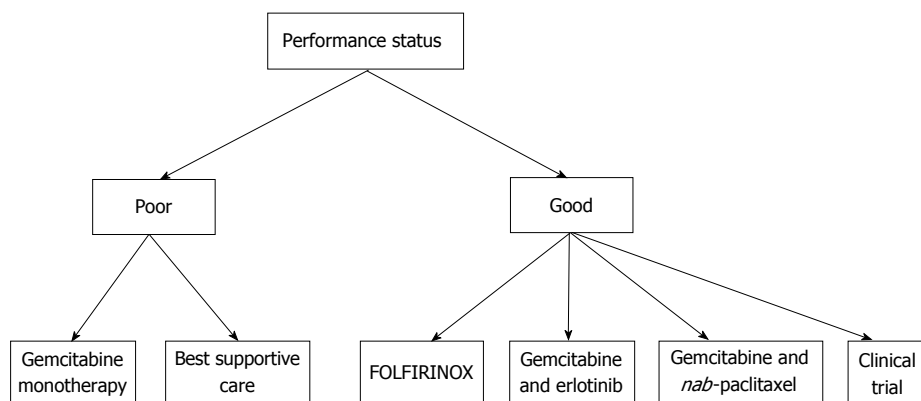 Performance status
Poor
Good
Gemcitabine
monotherapy
Best supportive
care
FOLFIRINOX
Gemcitabine
and erlotinib
Gemcitabine and
nab-paclitaxel
Clinical
trial